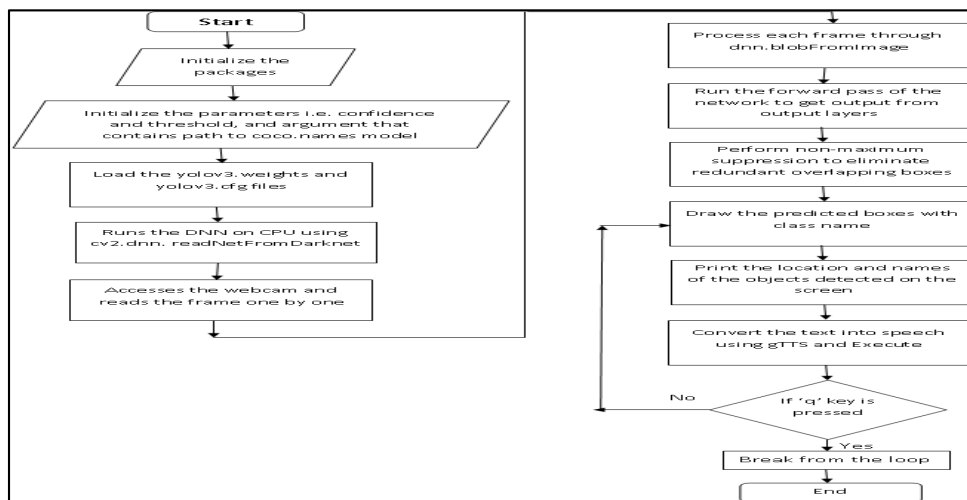 Start
Initialize the
packages
Initialize the parameters i.e. confidence
and threshold, and argument that
contains path to coco.names model
Load the yolov3.weights and
yolov3.cfg files
Runs the DNN on CPU using
cv2.dnn. readNetFromDarknet
Accesses the webcam and
reads the frame one by one
Process each frame through
dnn.blobFromImage
Run the forward pass of the
network to get output from
output layers
Perform non-maximum
suppression to eliminate
redundant overlapping boxes
Draw the predicted boxes with
class name
Print the location and names
of the objects detected on the
screen
Convert the text into speech
using gTTS and Execute
If ‘q’ key is
pressed
No
Yes
Break from the loop
End